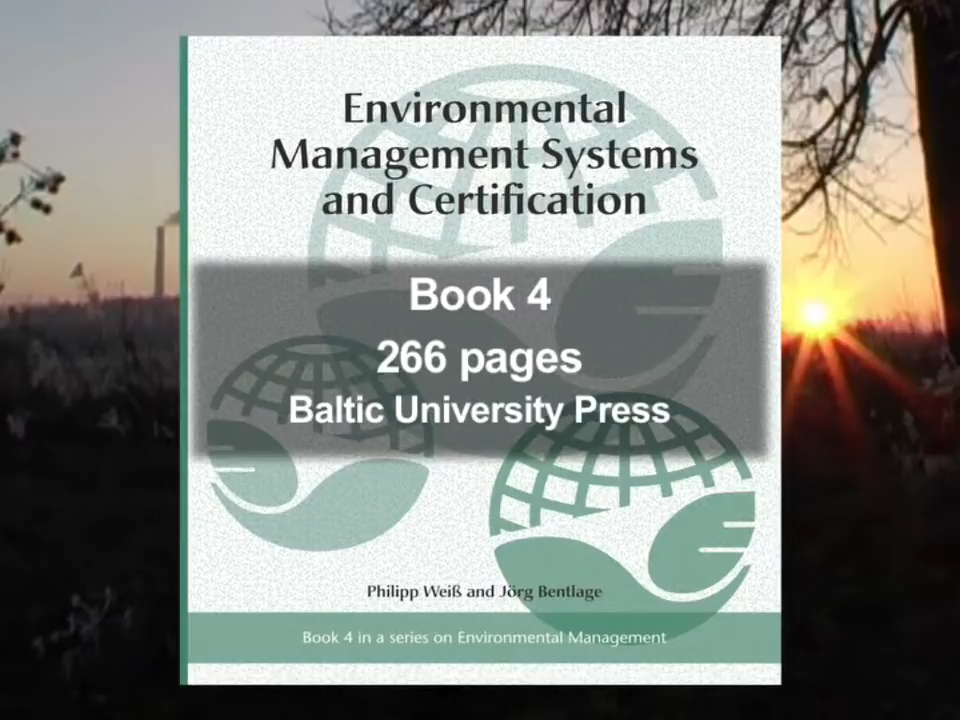 Environmental
Management Systems
and Certification
Book 4
266 pages
Baltic University Press
Philipp Weiß and Jörg Bentlage
Book 4 in a series on Environmental Management